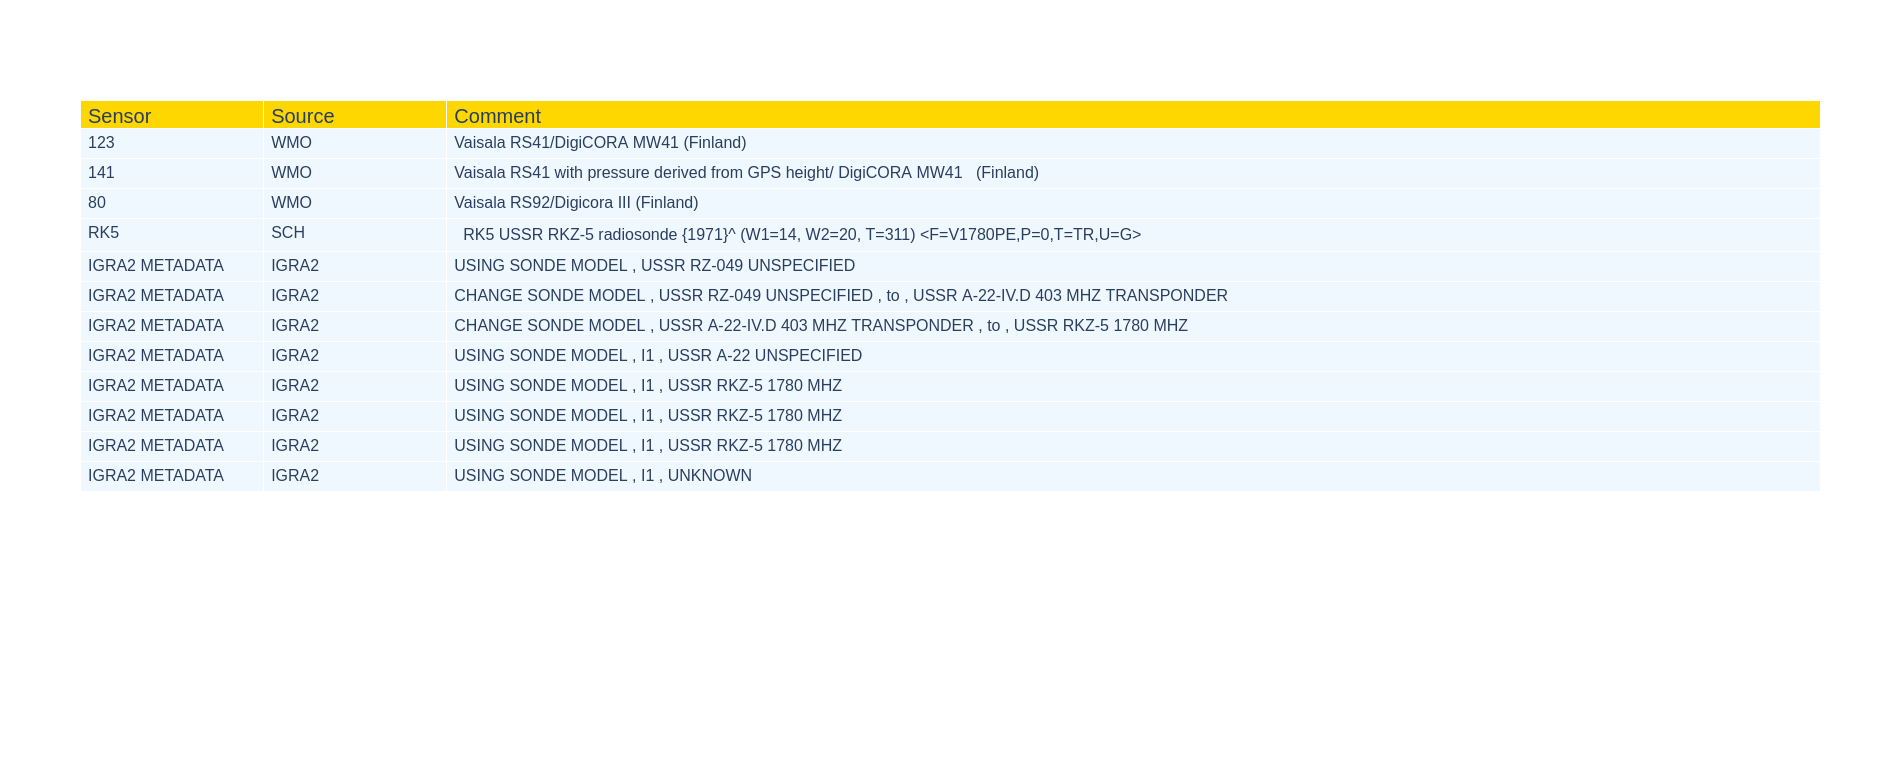 Sensor Source Comment
123 WMO Vaisala RS41/DigiCORA MW41 (Finland)
141 WMO Vaisala RS41 with pressure derived from GPS height/ DigiCORA MW41   (Finland)
80 WMO Vaisala RS92/Digicora III (Finland)
RK5 SCH RK5 USSR RKZ-5 radiosonde {1971}^ (W1=14, W2=20, T=311) <F=V1780PE,P=0,T=TR,U=G>
IGRA2 METADATA IGRA2 USING SONDE MODEL , USSR RZ-049 UNSPECIFIED
IGRA2 METADATA IGRA2 CHANGE SONDE MODEL , USSR RZ-049 UNSPECIFIED , to , USSR A-22-IV.D 403 MHZ TRANSPONDER
IGRA2 METADATA IGRA2 CHANGE SONDE MODEL , USSR A-22-IV.D 403 MHZ TRANSPONDER , to , USSR RKZ-5 1780 MHZ
IGRA2 METADATA IGRA2 USING SONDE MODEL , I1 , USSR A-22 UNSPECIFIED
IGRA2 METADATA IGRA2 USING SONDE MODEL , I1 , USSR RKZ-5 1780 MHZ
IGRA2 METADATA IGRA2 USING SONDE MODEL , I1 , USSR RKZ-5 1780 MHZ
IGRA2 METADATA IGRA2 USING SONDE MODEL , I1 , USSR RKZ-5 1780 MHZ
IGRA2 METADATA IGRA2 USING SONDE MODEL , I1 , UNKNOWN